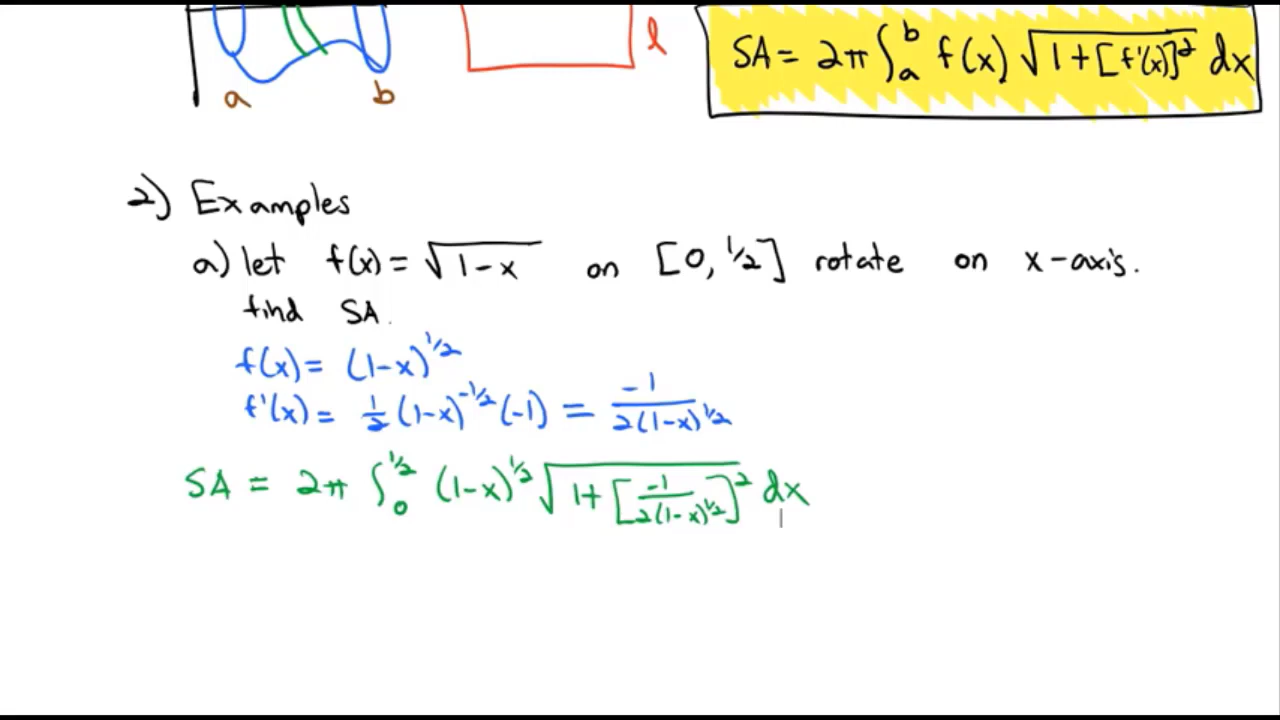 a b
l
SA = 2π ∫ₐᵇ f(x) √(1+[f'(x)]²) dx
2) Examples
a) let f(x) = √(1-x) on [0, 1/2] rotate on x-axis.
find SA.
f(x) = (1-x)^(1/2)
f'(x) = 1/2 (1-x)^(-1/2) (-1) = -1/(2(1-x)^(1/2))
SA = 2π ∫₀^(1/2) (1-x)^(1/2) √(1+[-1/(2(1-x)^(1/2))]²) dx